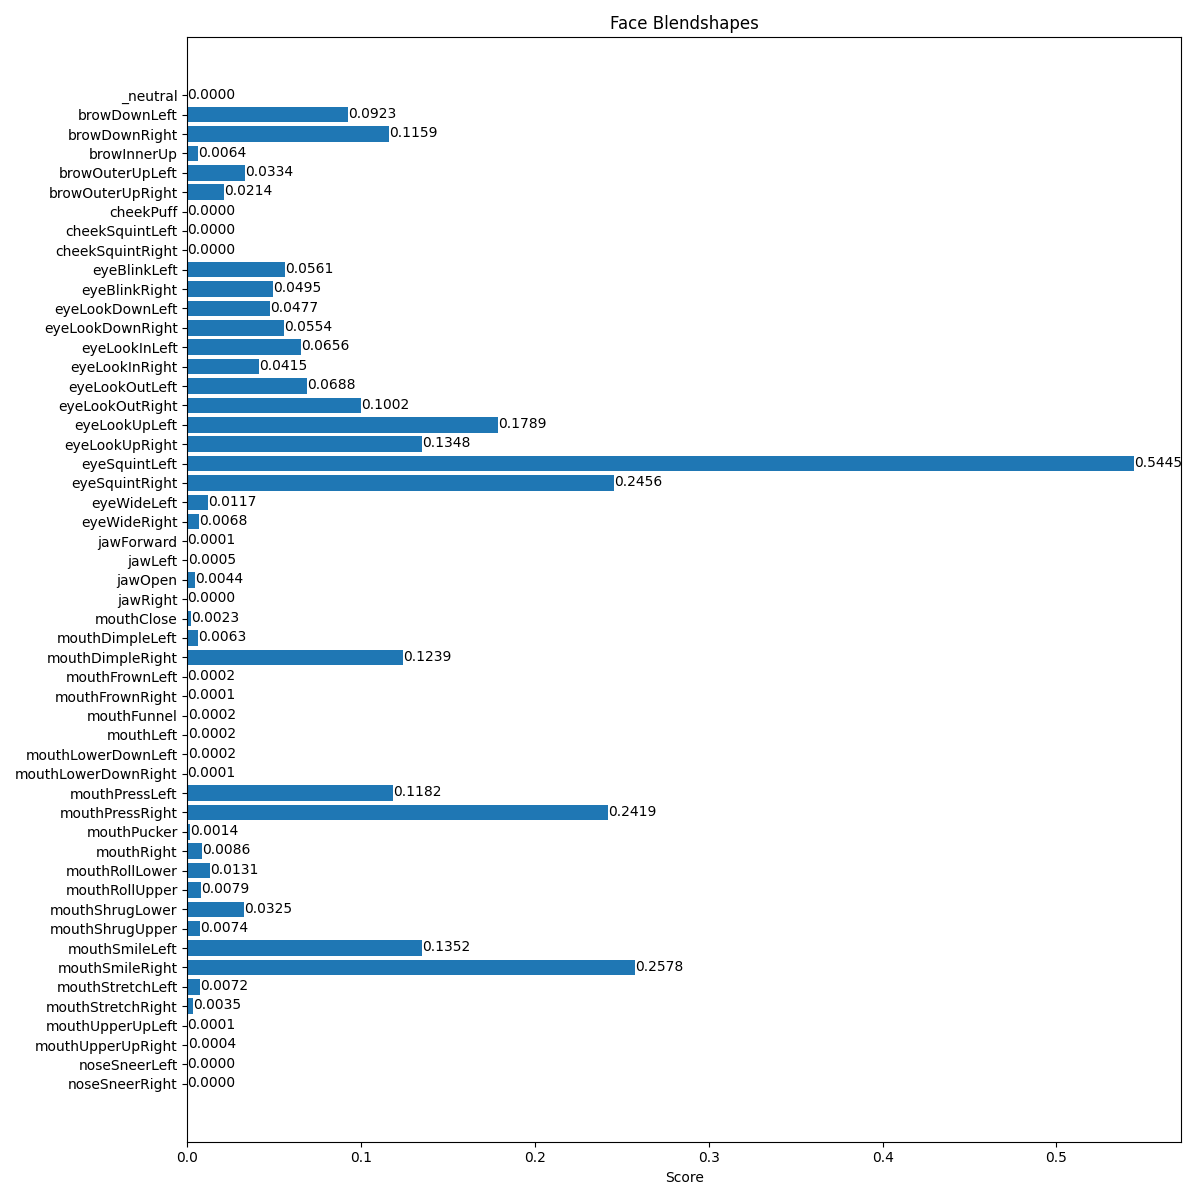 Face Blendshapes
_neutral 0.0000
browDownLeft 0.0923
browDownRight 0.1159
browInnerUp 0.0064
browOuterUpLeft 0.0334
browOuterUpRight 0.0214
cheekPuff 0.0000
cheekSquintLeft 0.0000
cheekSquintRight 0.0000
eyeBlinkLeft 0.0561
eyeBlinkRight 0.0495
eyeLookDownLeft 0.0477
eyeLookDownRight 0.0554
eyeLookInLeft 0.0656
eyeLookInRight 0.0415
eyeLookOutLeft 0.0688
eyeLookOutRight 0.1002
eyeLookUpLeft 0.1789
eyeLookUpRight 0.1348
eyeSquintLeft 0.5445
eyeSquintRight 0.2456
eyeWideLeft 0.0117
eyeWideRight 0.0068
jawForward 0.0001
jawLeft 0.0005
jawOpen 0.0044
jawRight 0.0000
mouthClose 0.0023
mouthDimpleLeft 0.0063
mouthDimpleRight 0.1239
mouthFrownLeft 0.0002
mouthFrownRight 0.0001
mouthFunnel 0.0002
mouthLeft 0.0002
mouthLowerDownLeft 0.0002
mouthLowerDownRight 0.0001
mouthPressLeft 0.1182
mouthPressRight 0.2419
mouthPucker 0.0014
mouthRight 0.0086
mouthRollLower 0.0131
mouthRollUpper 0.0079
mouthShrugLower 0.0325
mouthShrugUpper 0.0074
mouthSmileLeft 0.1352
mouthSmileRight 0.2578
mouthStretchLeft 0.0072
mouthStretchRight 0.0035
mouthUpperUpLeft 0.0001
mouthUpperUpRight 0.0004
noseSneerLeft 0.0000
noseSneerRight 0.0000
0.0 0.1 0.2 0.3 0.4 0.5
Score